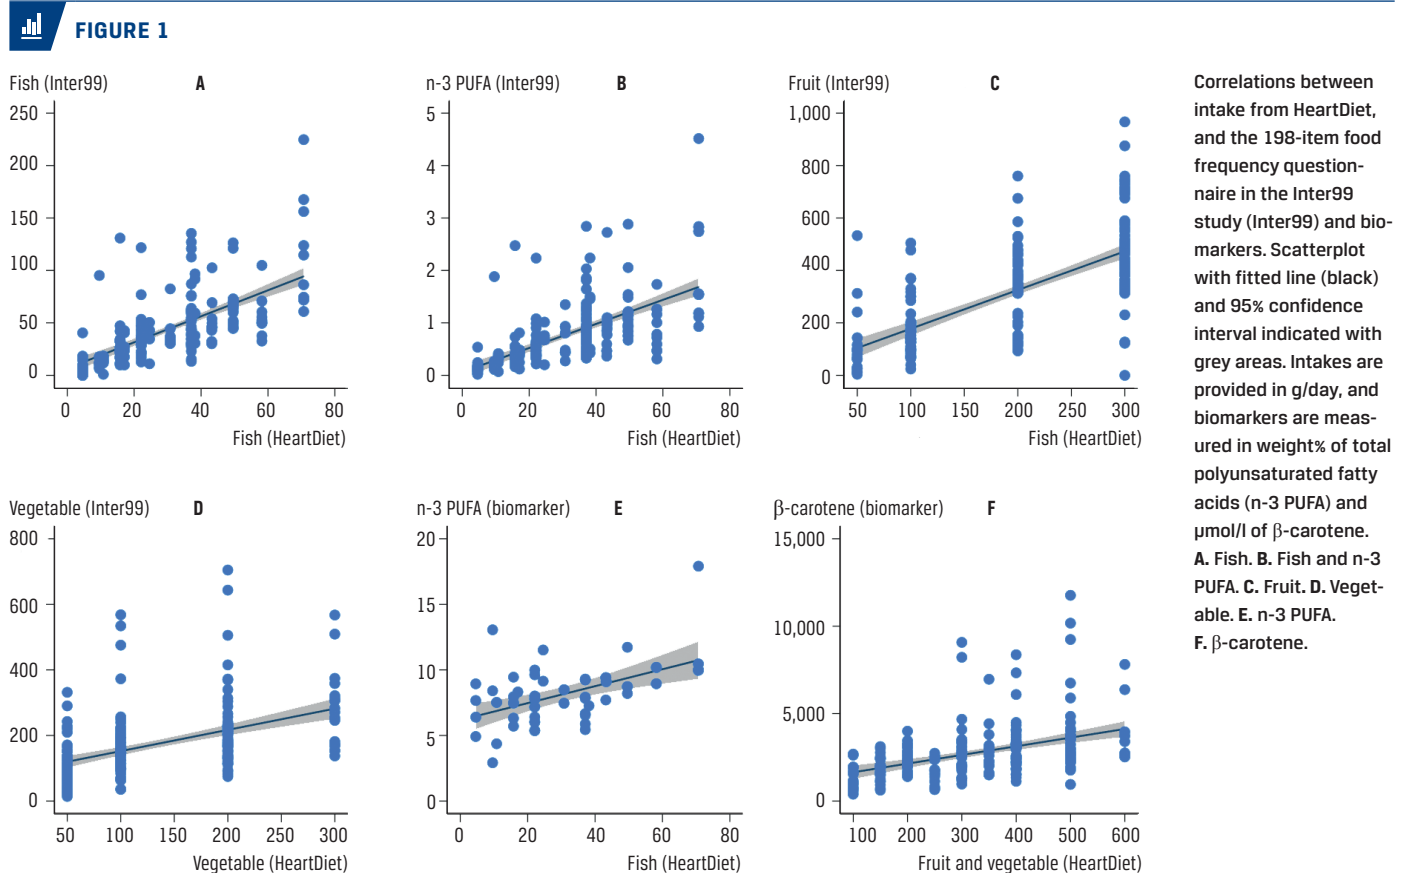 FIGURE 1
Fish (Inter99) A
250
200
150
100
50
0
0 20 40 60 80
Fish (HeartDiet)
n-3 PUFA (Inter99) B
5
4
3
2
1
0
0 20 40 60 80
Fish (HeartDiet)
Fruit (Inter99) C
1,000
800
600
400
200
0
50 100 150 200 250 300
Fish (HeartDiet)
Vegetable (Inter99) D
800
600
400
200
0
50 100 150 200 250 300
Vegetable (HeartDiet)
n-3 PUFA (biomarker) E
20
15
10
5
0
0 20 40 60 80
Fish (HeartDiet)
β-carotene (biomarker) F
15,000
10,000
5,000
0
100 200 300 400 500 600
Fruit and vegetable (HeartDiet)
Correlations between
intake from HeartDiet,
and the 198-item food
frequency question-
naire in the Inter99
study (Inter99) and bio-
markers. Scatterplot
with fitted line (black)
and 95% confidence
interval indicated with
grey areas. Intakes are
provided in g/day, and
biomarkers are meas-
ured in weight% of total
polyunsaturated fatty
acids (n-3 PUFA) and
µmol/l of β-carotene.
A. Fish. B. Fish and n-3
PUFA. C. Fruit. D. Veget-
able. E. n-3 PUFA.
F. β-carotene.